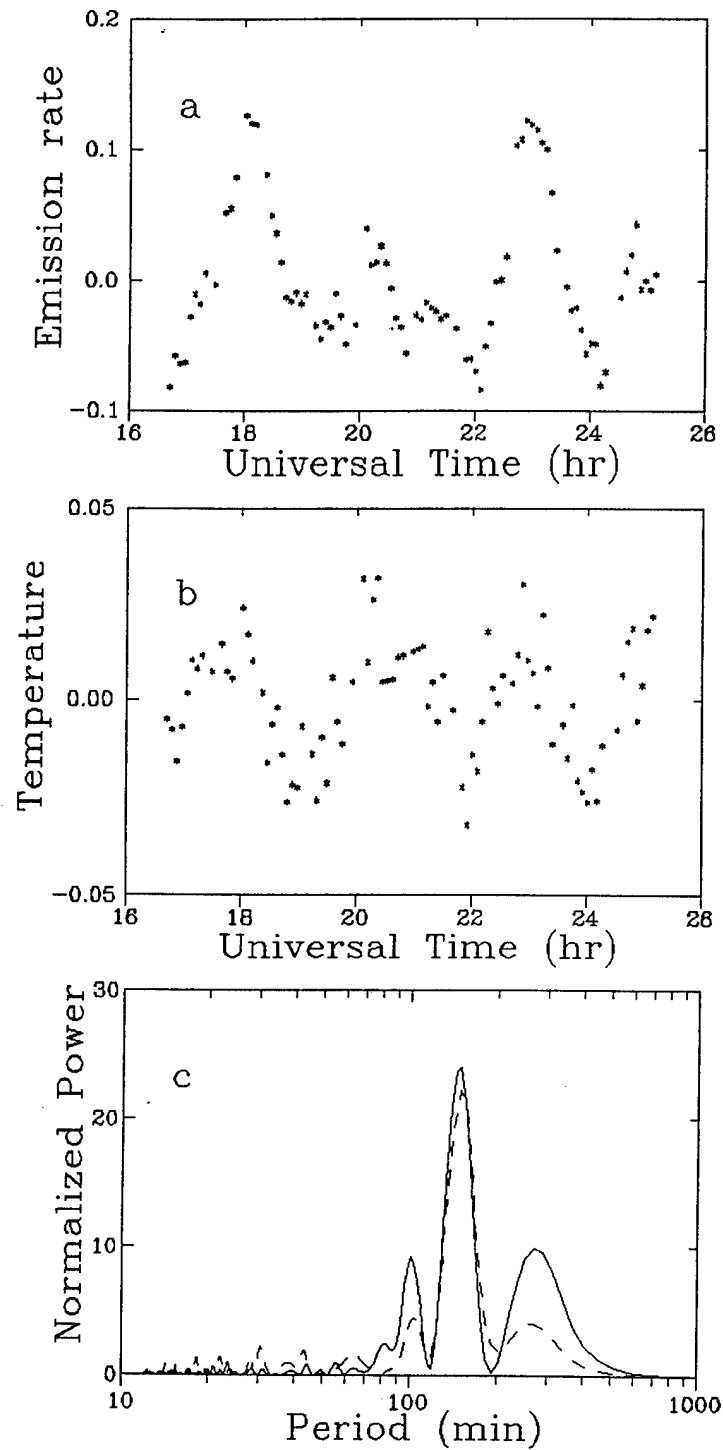 0.2
a
0.1
Emission rate
0.0
−0.1
16 18 20 22 24 26
Universal Time (hr)
0.05
b
Temperature
0.00
−0.05
16 18 20 22 24 26
Universal Time (hr)
30
c
Normalized Power
20
10
0
10 100 1000
Period (min)